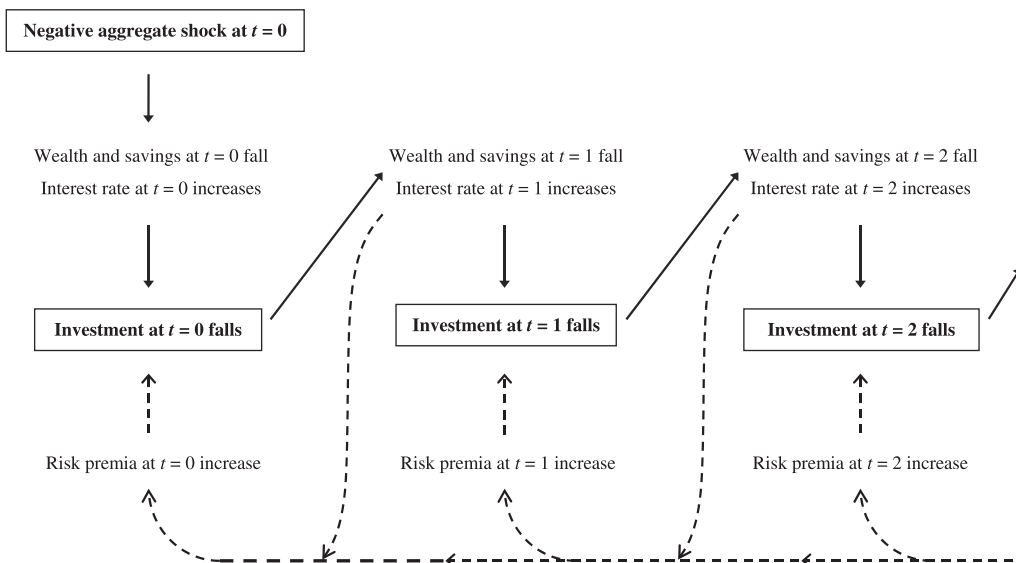 Negative aggregate shock at t = 0
Wealth and savings at t = 0 fall
Interest rate at t = 0 increases
Wealth and savings at t = 1 fall
Interest rate at t = 1 increases
Wealth and savings at t = 2 fall
Interest rate at t = 2 increases
Investment at t = 0 falls
Investment at t = 1 falls
Investment at t = 2 falls
Risk premia at t = 0 increase
Risk premia at t = 1 increase
Risk premia at t = 2 increase